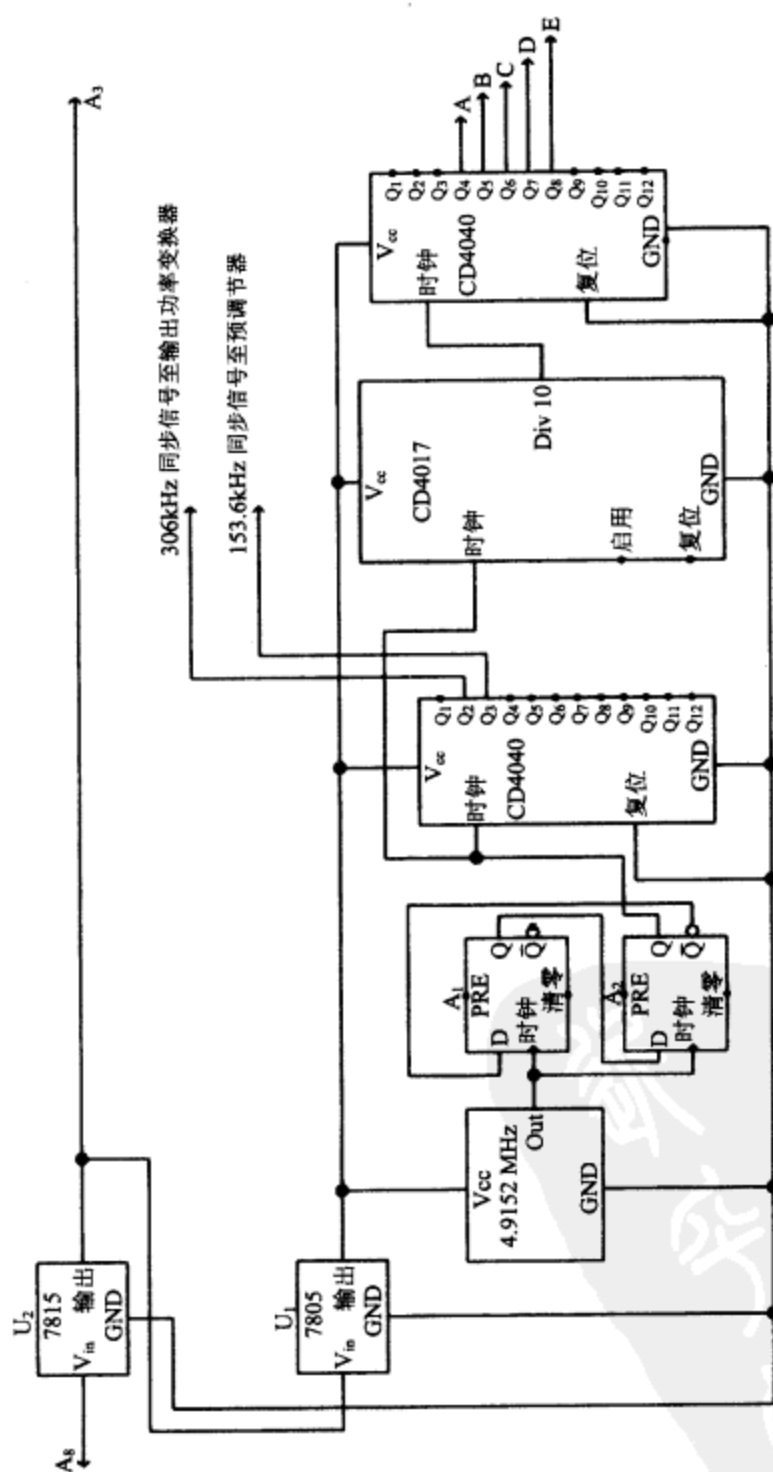 A₃
306kHz 同步信号至输出功率变换器
153.6kHz 同步信号至预调节器
U₂
7815
Vᵢₙ 输出
GND
A₈
U₁
7805
Vᵢₙ 输出
GND
Vcc
4.9152 MHz
Out
GND
A₁
PRE
D
Q
时钟
Q̄
清零
A₂
PRE
D
Q
时钟
Q̄
清零
Vcc
时钟
CD4040
复位
GND
Q₁
Q₂
Q₃
Q₄
Q₅
Q₆
Q₇
Q₈
Q₉
Q₁₀
Q₁₁
Q₁₂
Vcc
CD4017
时钟
Div 10
启用
复位
GND
Vcc
时钟
CD4040
复位
GND
Q₁
Q₂
Q₃
Q₄
Q₅
Q₆
Q₇
Q₈
Q₉
Q₁₀
Q₁₁
Q₁₂
A
B
C
D
E